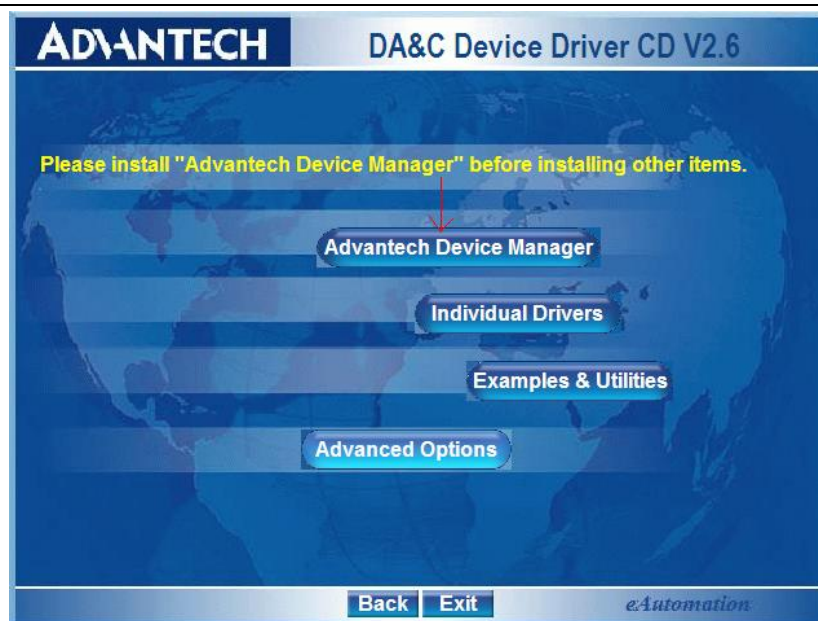 ADVANTECH
DA&C Device Driver CD V2.6
Please install "Advantech Device Manager" before installing other items.
Advantech Device Manager
Individual Drivers
Examples & Utilities
Advanced Options
Back Exit
eAutomation